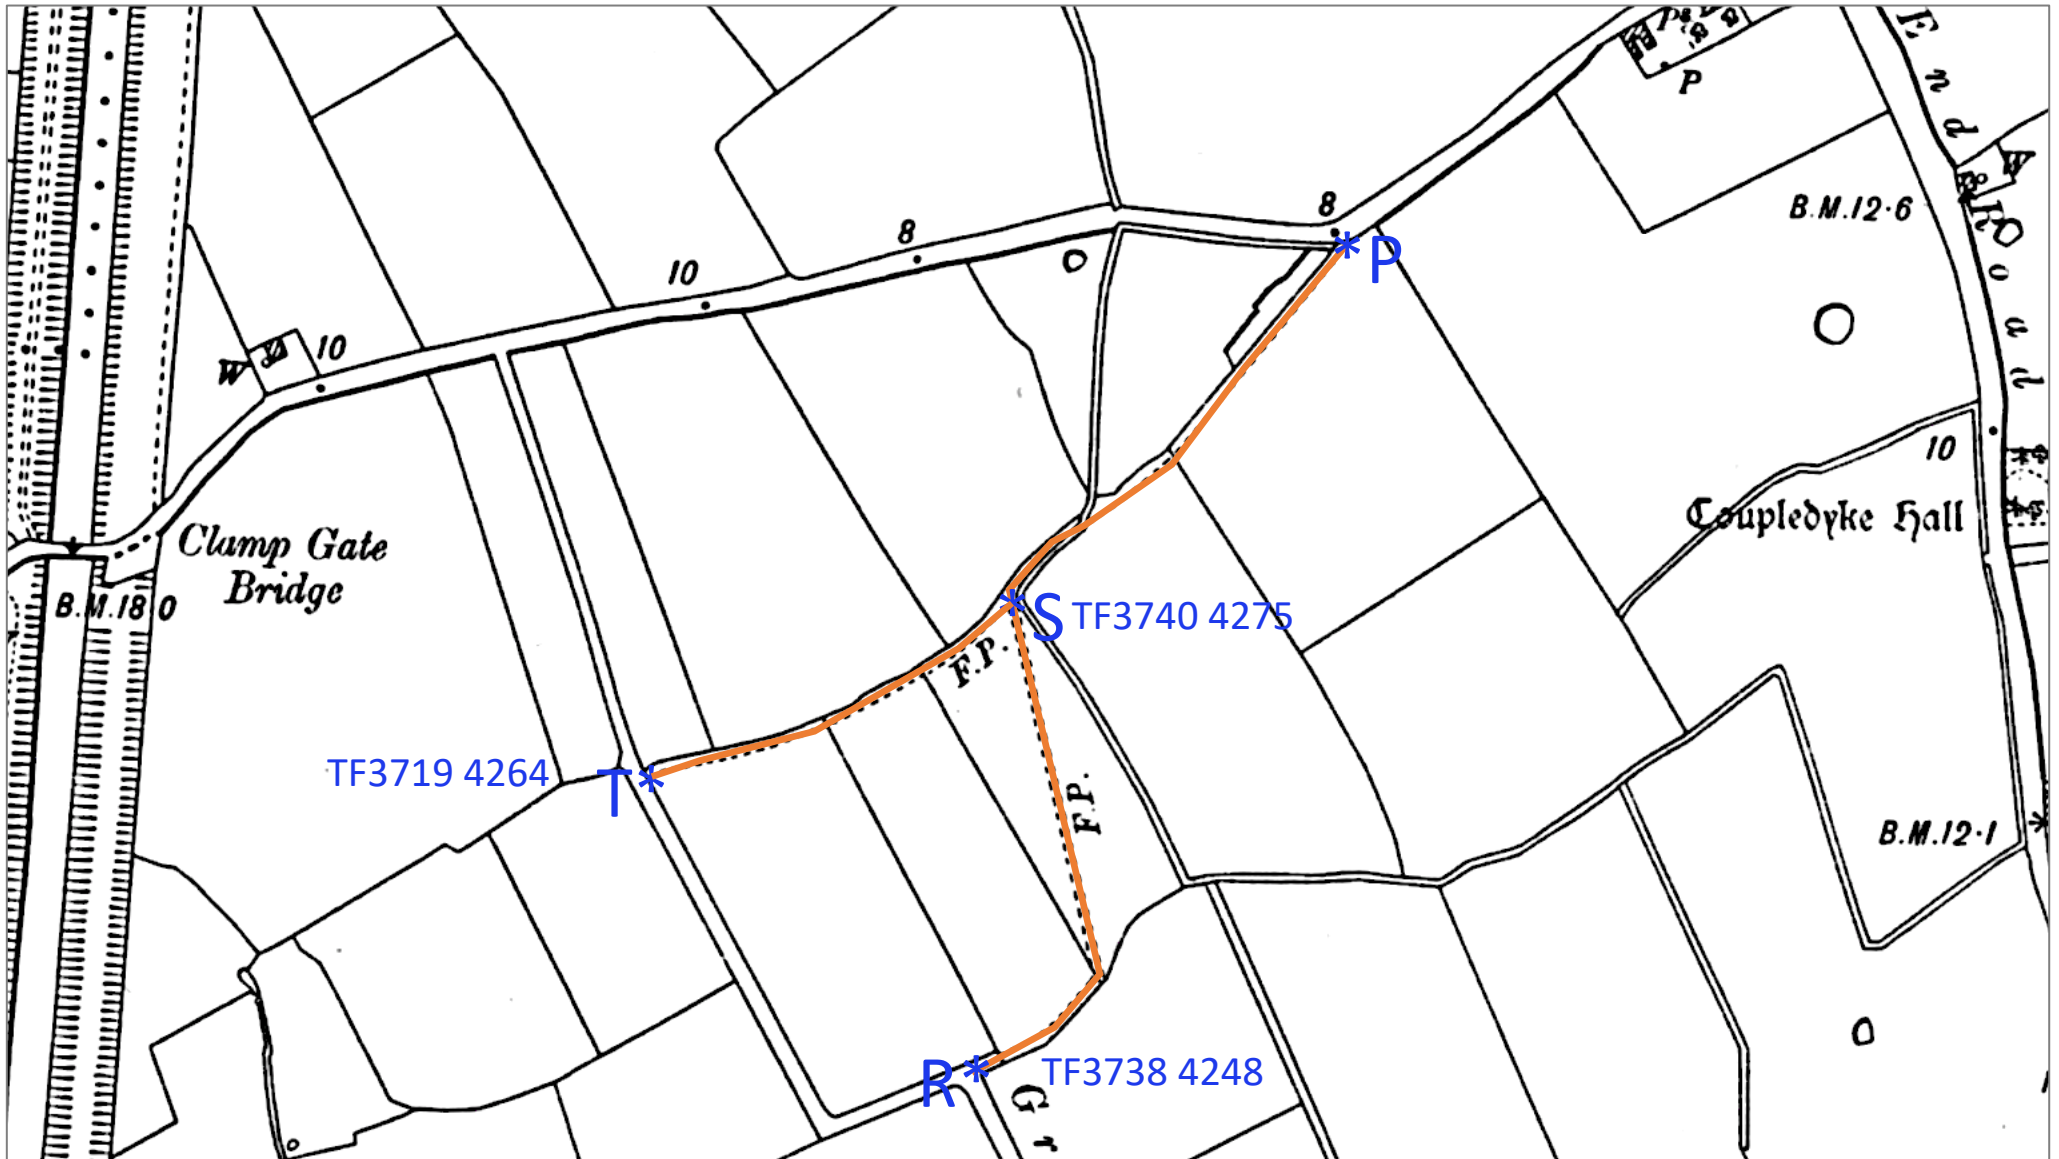 E n d R o a d
P
P
W
B.M.12·6
8
8
10
10
W
P
10
Coupledyke Hall
Clamp Gate
Bridge
B.M.18·0
S TF3740 4275
F.P.
TF3719 4264 T
F.P.
B.M.12·1
R TF3738 4248
G r